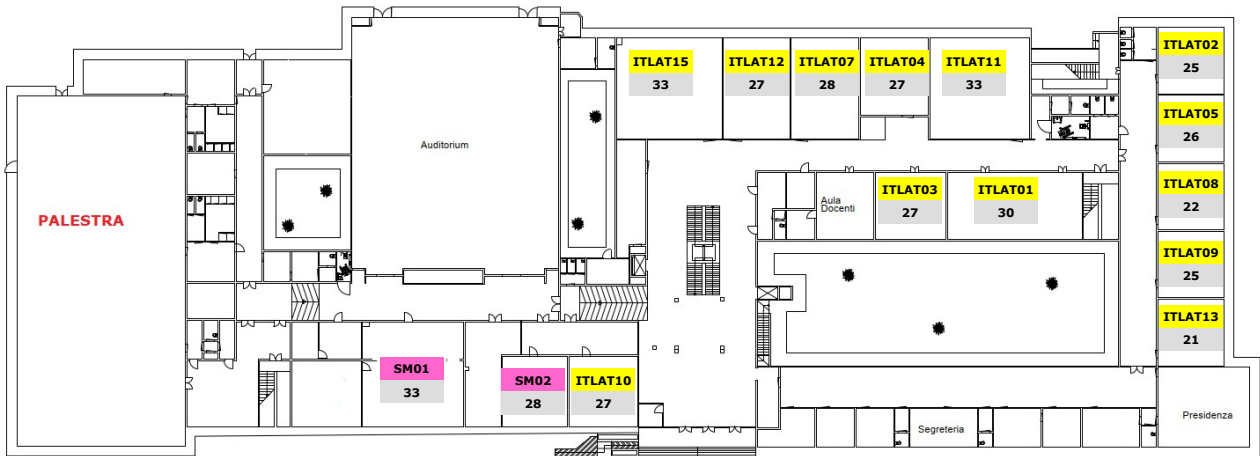 ITLAT15
33
ITLAT12
27
ITLAT07
28
ITLAT04
27
ITLAT11
33
ITLAT02
25
ITLAT05
26
Auditorium
PALESTRA
Aula
Docenti
ITLAT03
27
ITLAT01
30
ITLAT08
22
ITLAT09
25
ITLAT13
21
SM01
33
SM02
28
ITLAT10
27
Segreteria
Presidenza